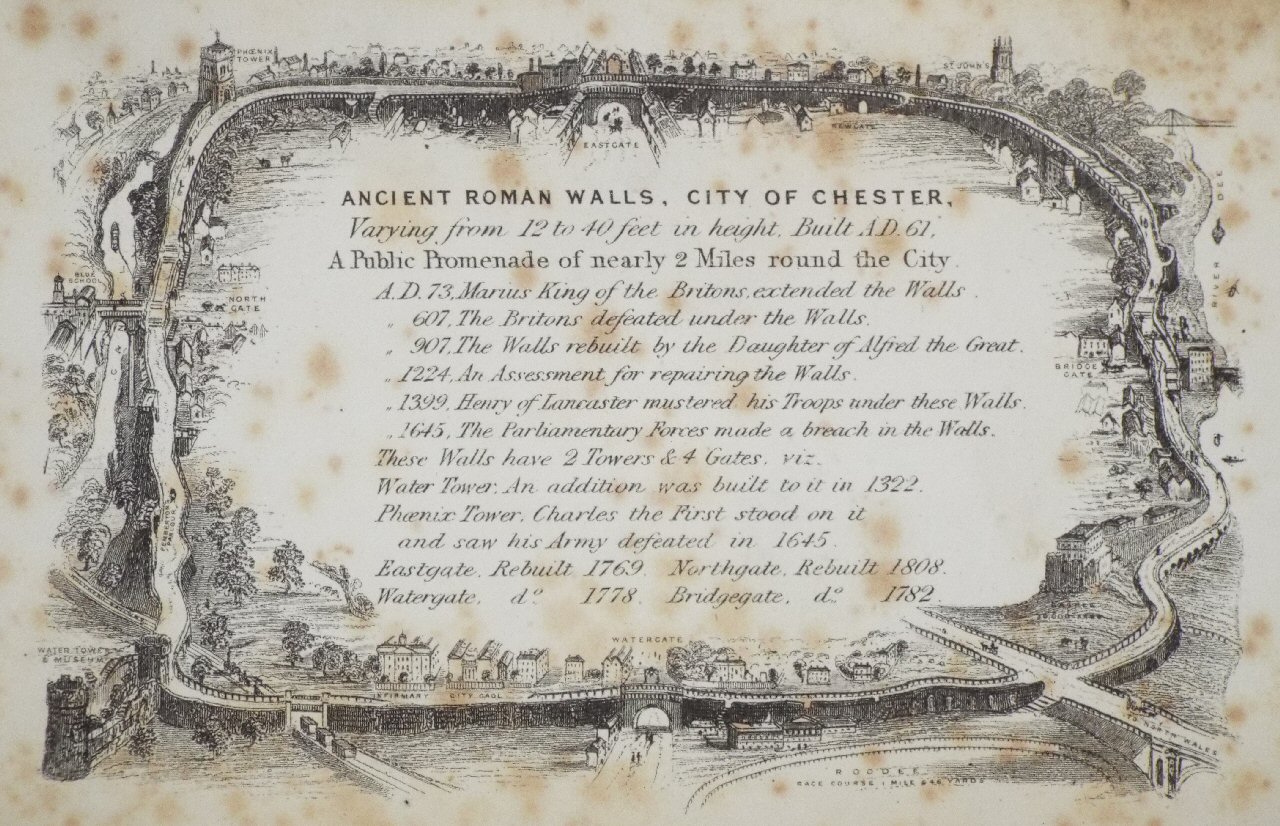 PHŒNIX
TOWER
ST JOHN'S
EASTGATE
NEWGATE
RIVER DEE
BLUE
SCHOOL
NORTH
GATE
BRIDGE
GATE
ANCIENT ROMAN WALLS, CITY OF CHESTER,
Varying from 12 to 40 feet in height, Built A.D. 61,
A Public Promenade of nearly 2 Miles round the City.
A.D. 73, Marius King of the Britons, extended the Walls.
„ 607, The Britons defeated under the Walls.
„ 907, The Walls rebuilt by the Daughter of Alfred the Great.
„ 1224, An Assessment for repairing the Walls.
„ 1399, Henry of Lancaster mustered his Troops under these Walls.
„ 1645, The Parliamentary Forces made a breach in the Walls.
These Walls have 2 Towers & 4 Gates, viz.
Water Tower, An addition was built to it in 1322.
Phœnix Tower, Charles the First stood on it
and saw his Army defeated in 1645.
Eastgate, Rebuilt 1769. Northgate, Rebuilt 1808.
Watergate, do. 1778. Bridgegate, do. 1782.
WATER TOWER
& MUSEUM
WATERGATE
INFIRMARY
CITY GAOL
TO NORTH WALES
ROODEE
RACE COURSE 1 MILE 646 YARDS